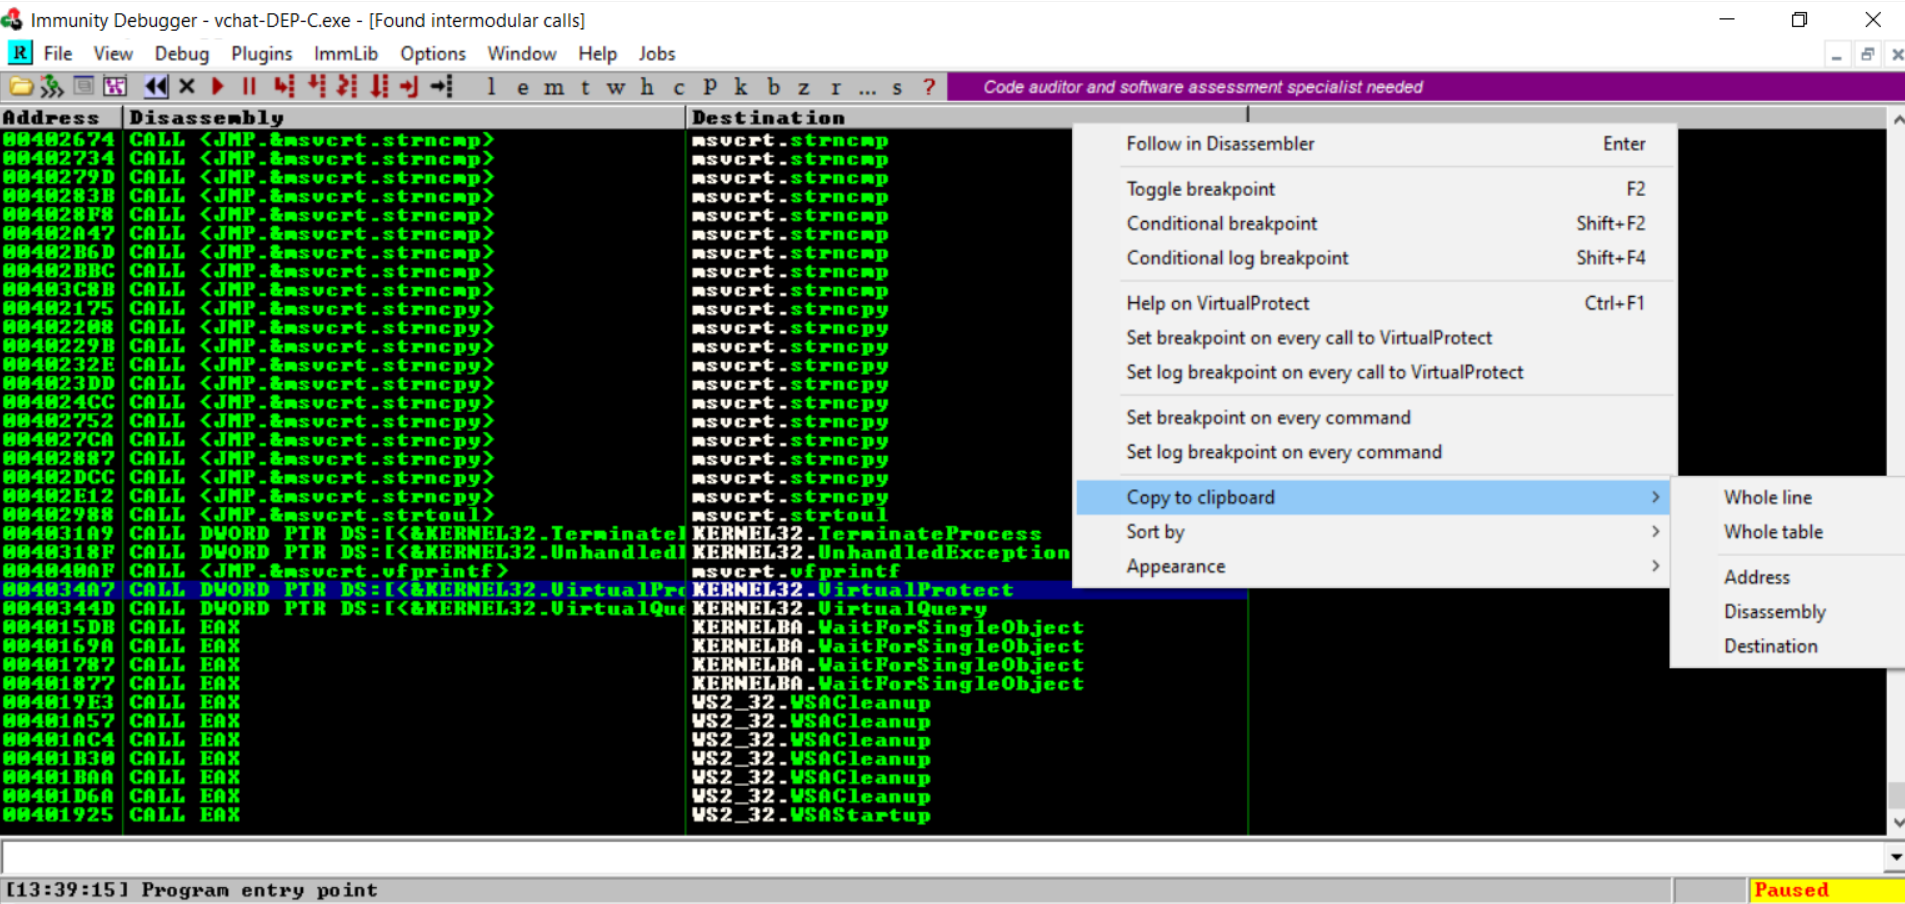 Immunity Debugger - vchat-DEP-C.exe - [Found intermodular calls]
R File View Debug Plugins ImmLib Options Window Help Jobs
l e m t w h c P k b z r ... s ? Code auditor and software assessment specialist needed
Address Disassembly Destination
00402674 CALL <JMP.&msvcrt.strncmp> msvcrt.strncmp
00402734 CALL <JMP.&msvcrt.strncmp> msvcrt.strncmp
0040279D CALL <JMP.&msvcrt.strncmp> msvcrt.strncmp
0040283B CALL <JMP.&msvcrt.strncmp> msvcrt.strncmp
004028F8 CALL <JMP.&msvcrt.strncmp> msvcrt.strncmp
00402A47 CALL <JMP.&msvcrt.strncmp> msvcrt.strncmp
00402B6D CALL <JMP.&msvcrt.strncmp> msvcrt.strncmp
00402BBC CALL <JMP.&msvcrt.strncmp> msvcrt.strncmp
00403C8B CALL <JMP.&msvcrt.strncmp> msvcrt.strncmp
00402175 CALL <JMP.&msvcrt.strncpy> msvcrt.strncpy
00402208 CALL <JMP.&msvcrt.strncpy> msvcrt.strncpy
0040229B CALL <JMP.&msvcrt.strncpy> msvcrt.strncpy
0040232E CALL <JMP.&msvcrt.strncpy> msvcrt.strncpy
004023DD CALL <JMP.&msvcrt.strncpy> msvcrt.strncpy
004024CC CALL <JMP.&msvcrt.strncpy> msvcrt.strncpy
00402752 CALL <JMP.&msvcrt.strncpy> msvcrt.strncpy
004027CA CALL <JMP.&msvcrt.strncpy> msvcrt.strncpy
00402887 CALL <JMP.&msvcrt.strncpy> msvcrt.strncpy
00402DCC CALL <JMP.&msvcrt.strncpy> msvcrt.strncpy
00402E12 CALL <JMP.&msvcrt.strncpy> msvcrt.strncpy
00402988 CALL <JMP.&msvcrt.strtoul> msvcrt.strtoul
004031A9 CALL DWORD PTR DS:[<&KERNEL32.Terminate KERNEL32.TerminateProcess
0040318F CALL DWORD PTR DS:[<&KERNEL32.Unhandled KERNEL32.UnhandledException
004040AF CALL <JMP.&msvcrt.vfprintf> msvcrt.vfprintf
004034A7 CALL DWORD PTR DS:[<&KERNEL32.VirtualPro KERNEL32.VirtualProtect
0040344D CALL DWORD PTR DS:[<&KERNEL32.VirtualQue KERNEL32.VirtualQuery
004015DB CALL EAX KERNELBA.WaitForSingleObject
0040169A CALL EAX KERNELBA.WaitForSingleObject
00401787 CALL EAX KERNELBA.WaitForSingleObject
00401877 CALL EAX KERNELBA.WaitForSingleObject
004019E3 CALL EAX WS2_32.WSACleanup
00401A57 CALL EAX WS2_32.WSACleanup
00401AC4 CALL EAX WS2_32.WSACleanup
00401B30 CALL EAX WS2_32.WSACleanup
00401BAA CALL EAX WS2_32.WSACleanup
00401D6A CALL EAX WS2_32.WSACleanup
00401925 CALL EAX WS2_32.WSAStartup
Follow in Disassembler Enter
Toggle breakpoint F2
Conditional breakpoint Shift+F2
Conditional log breakpoint Shift+F4
Help on VirtualProtect Ctrl+F1
Set breakpoint on every call to VirtualProtect
Set log breakpoint on every call to VirtualProtect
Set breakpoint on every command
Set log breakpoint on every command
Copy to clipboard
Sort by
Appearance
Whole line
Whole table
Address
Disassembly
Destination
[13:39:15] Program entry point Paused